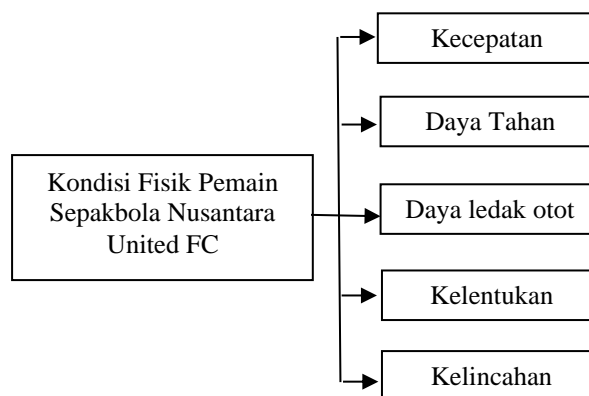 Kecepatan
Daya Tahan
Kondisi Fisik Pemain
Sepakbola Nusantara
United FC
Daya ledak otot
Kelentukan
Kelincahan